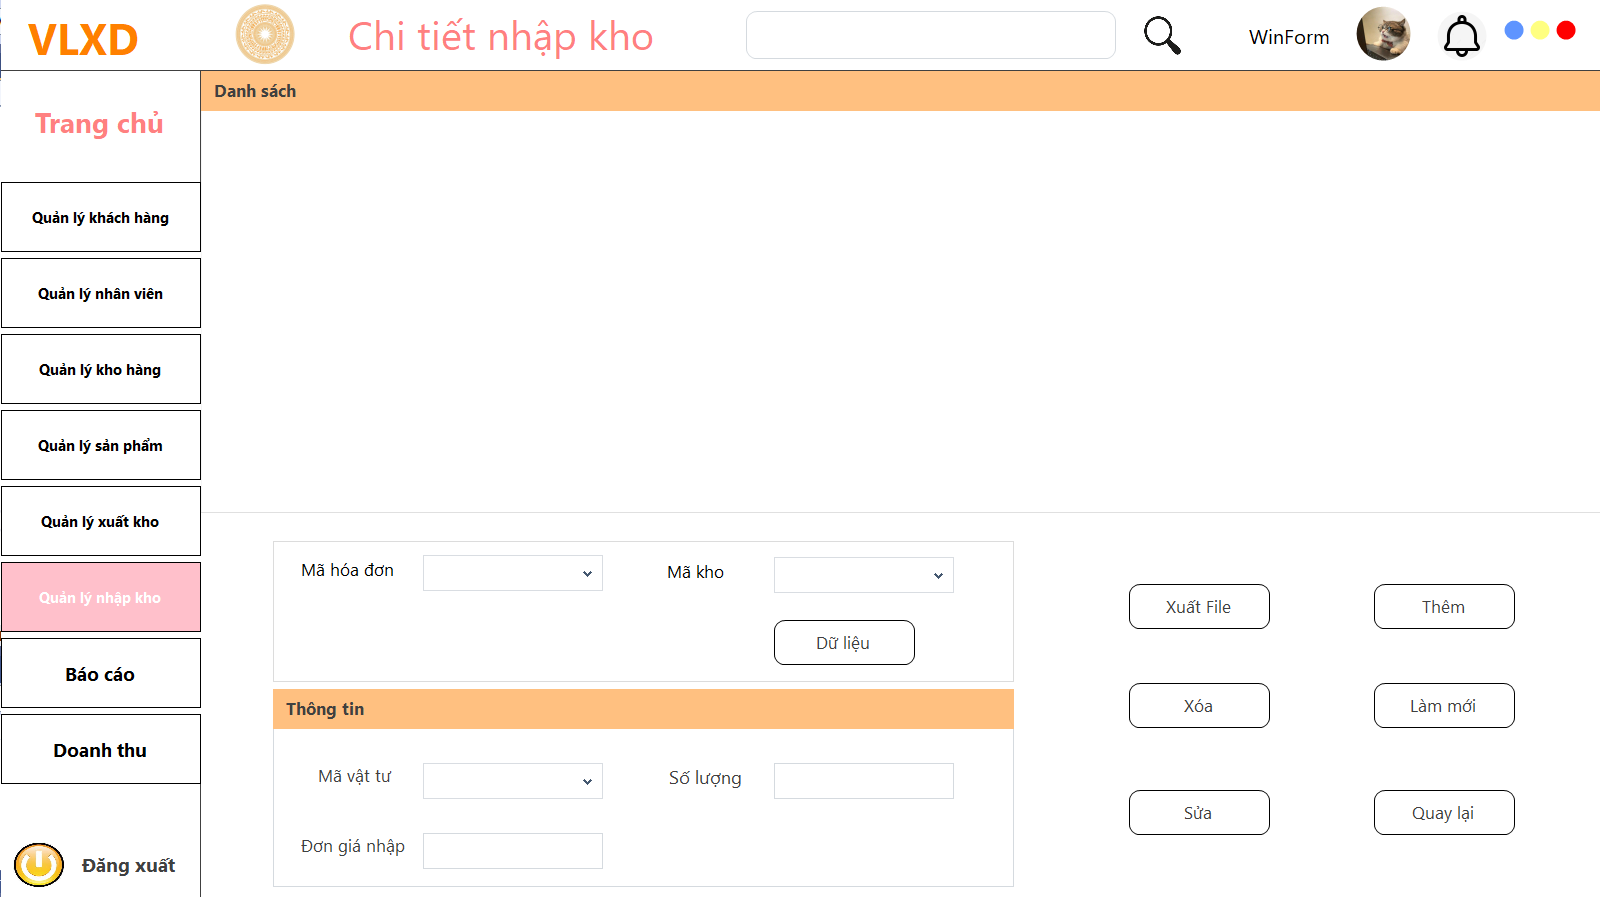 VLXD
Chi tiết nhập kho
WinForm
Trang chủ
Quản lý khách hàng
Quản lý nhân viên
Quản lý kho hàng
Quản lý sản phẩm
Quản lý xuất kho
Quản lý nhập kho
Báo cáo
Doanh thu
Đăng xuất
Danh sách
Mã hóa đơn
Mã kho
Dữ liệu
Thông tin
Mã vật tư
Số lượng
Đơn giá nhập
Xuất File
Thêm
Xóa
Làm mới
Sửa
Quay lại